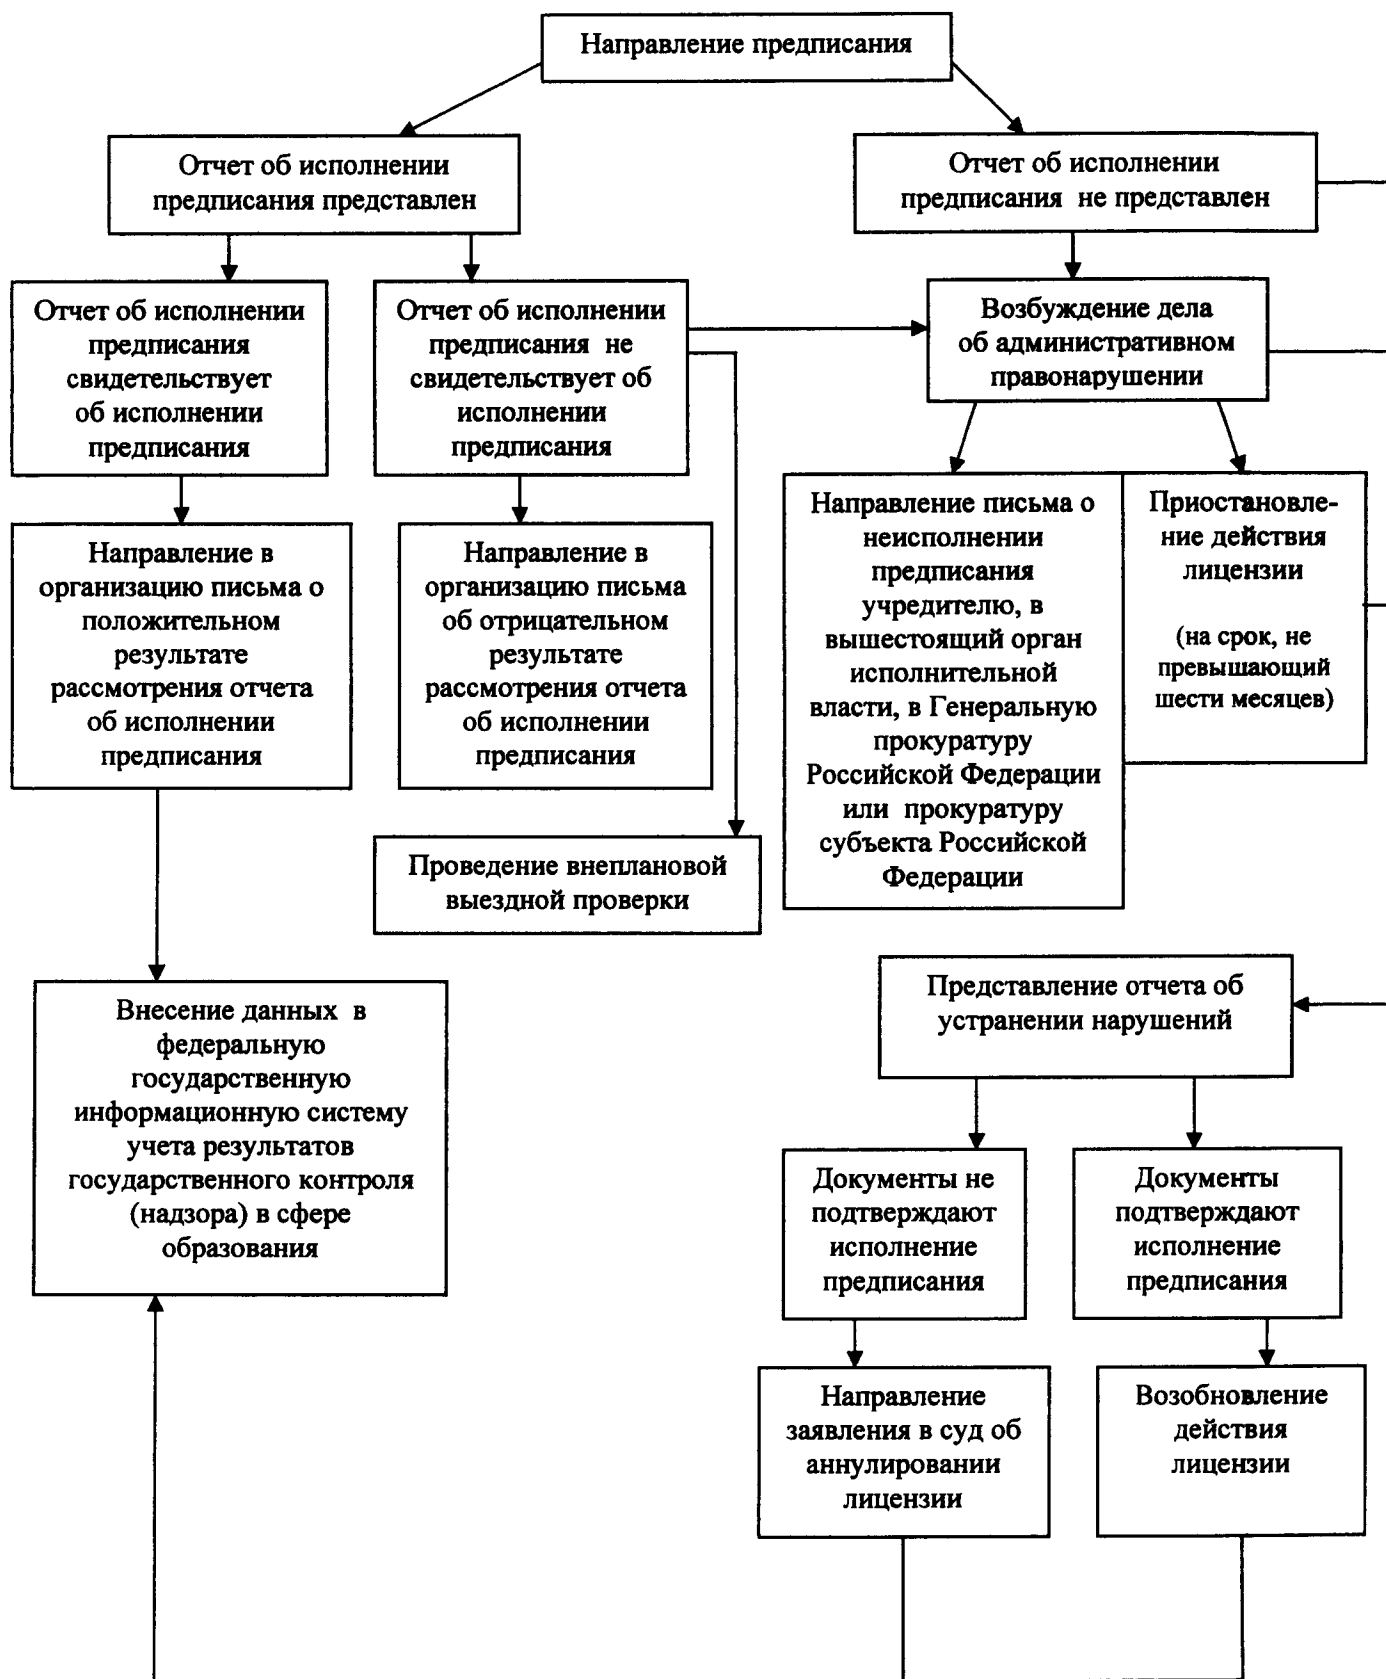 Направление предписания
Отчет об исполнении
предписания представлен
Отчет об исполнении
предписания не представлен
Отчет об исполнении
предписания
свидетельствует
об исполнении
предписания
Отчет об исполнении
предписания не
свидетельствует об
исполнении
предписания
Возбуждение дела
об административном
правонарушении
Направление в
организацию письма о
положительном
результате
рассмотрения отчета
об исполнении
предписания
Направление в
организацию письма
об отрицательном
результате
рассмотрения отчета
об исполнении
предписания
Направление письма о
неисполнении
предписания
учредителю, в
вышестоящий орган
исполнительной
власти, в Генеральную
прокуратуру
Российской Федерации
или прокуратуру
субъекта Российской
Федерации
Приостановле-
ние действия
лицензии
(на срок, не
превышающий
шести месяцев)
Проведение внеплановой
выездной проверки
Внесение данных в
федеральную
государственную
информационную систему
учета результатов
государственного контроля
(надзора) в сфере
образования
Представление отчета об
устранении нарушений
Документы не
подтверждают
исполнение
предписания
Документы
подтверждают
исполнение
предписания
Направление
заявления в суд об
аннулировании
лицензии
Возобновление
действия
лицензии